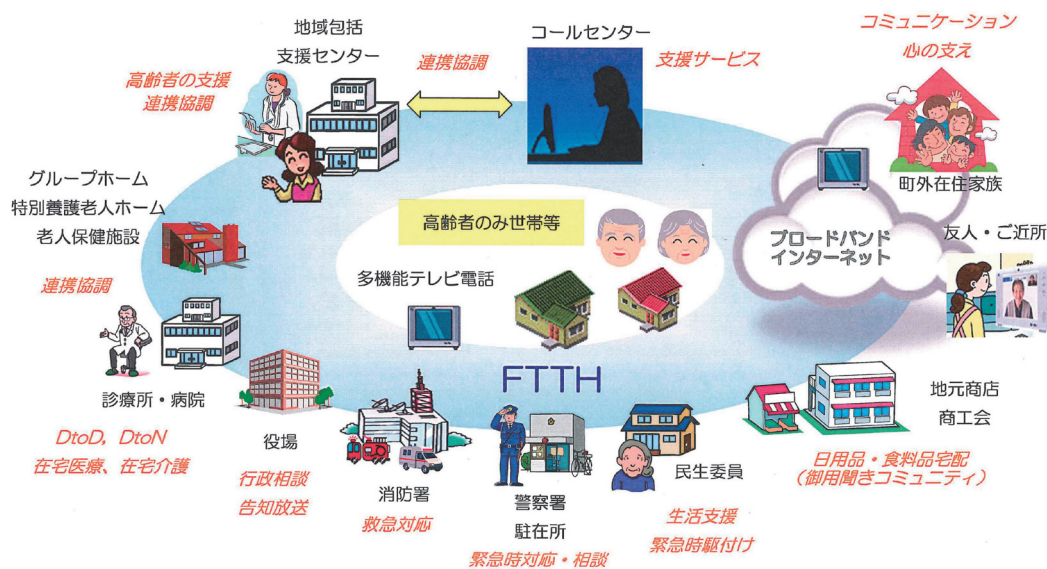 地域包括
支援センター
高齢者の支援
連携協調
連携協調
コールセンター
支援サービス
コミュニケーション
心の支え
町外在住家族
グループホーム
特別養護老人ホーム
老人保健施設
連携協調
高齢者のみ世帯等
多機能テレビ電話
ブロードバンド
インターネット
友人・ご近所
FTTH
診療所・病院
DtoD, DtoN
在宅医療、在宅介護
役場
行政相談
告知放送
消防署
救急対応
警察署
駐在所
緊急時対応・相談
民生委員
生活支援
緊急時駆付け
地元商店
商工会
日用品・食料品宅配
(御用聞きコミュニティ)